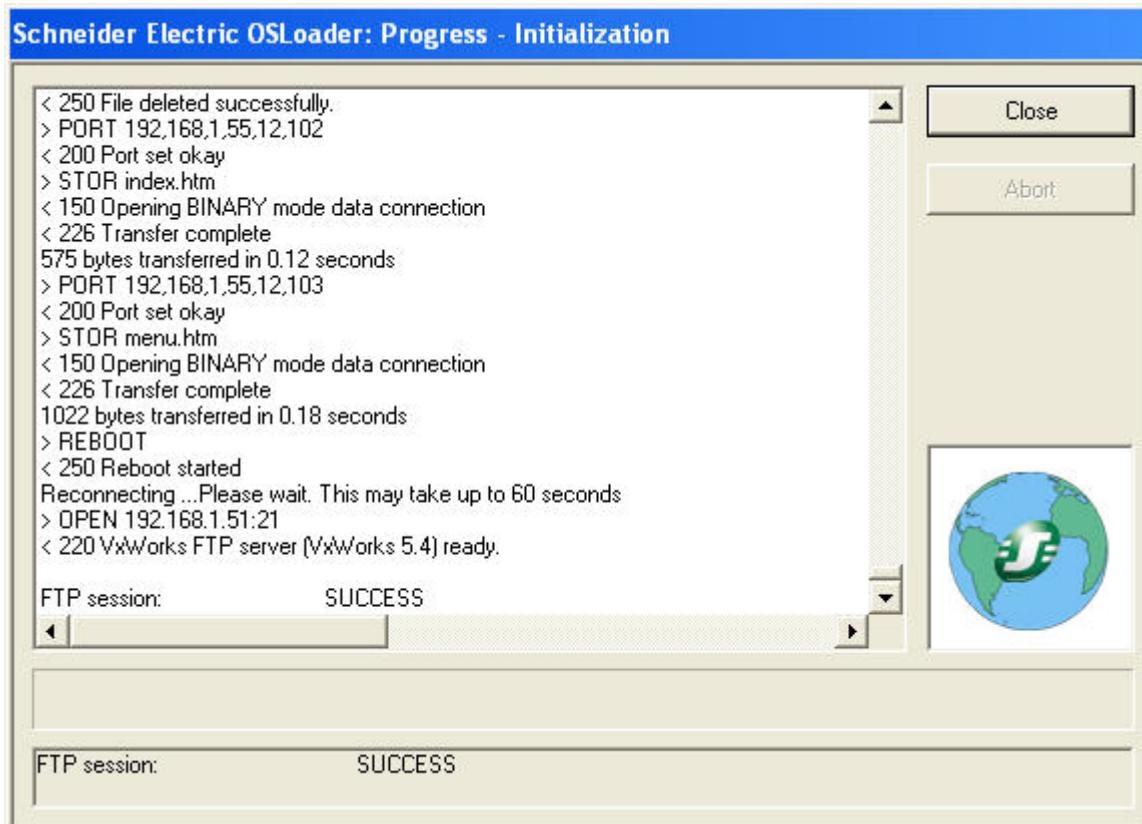 Schneider Electric OSLoader: Progress - Initialization
< 250 File deleted successfully.
> PORT 192,168,1,55,12,102
< 200 Port set okay
> STOR index.htm
< 150 Opening BINARY mode data connection
< 226 Transfer complete
575 bytes transferred in 0.12 seconds
> PORT 192,168,1,55,12,103
< 200 Port set okay
> STOR menu.htm
< 150 Opening BINARY mode data connection
< 226 Transfer complete
1022 bytes transferred in 0.18 seconds
> REBOOT
< 250 Reboot started
Reconnecting ...Please wait. This may take up to 60 seconds
> OPEN 192.168.1.51:21
< 220 VxWorks FTP server (VxWorks 5.4) ready.
FTP session: SUCCESS
Close
Abort
FTP session: SUCCESS